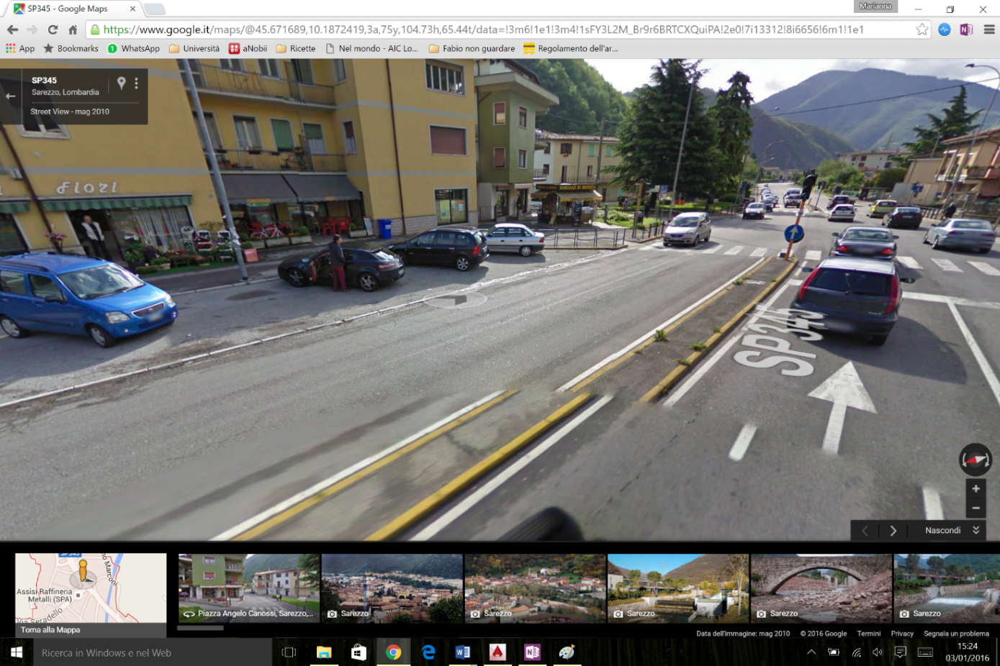 SP345 - Google Maps
Marianna
https://www.google.it/maps/@45.671689,10.1872419,3a,75y,104.73h,65.44t/data=!3m6!1e1!3m4!1sFY3L2M_Br9r6BRTCXQuiPA!2e0!7i13312!8i6656!6m1!1e1
App
Bookmarks
WhatsApp
Università
aNobii
Ricette
Nel mondo - AIC Lo...
Fabio non guardare
Regolamento dell'ar...
SP345
Sarezzo, Lombardia
Street View - mag 2010
fiori
SP345
Nascondi
SP345
Marconi
Assisi Raffineria
Metalli (SPA)
Via Seradello
Torna alla Mappa
Piazza Angelo Canossi, Sarezzo,...
Sarezzo
Sarezzo
Sarezzo
Sarezzo
Sarezzo
Data dell'immagine: mag 2010
© 2016 Google
Termini
Privacy
Segnala un problema
Ricerca in Windows e nel Web
15:24
03/01/2016